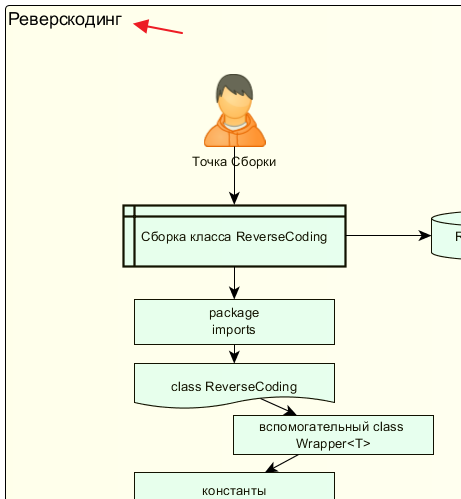 Реверскодинг
Точка Сборки
Сборка класса ReverseCoding
R
package
imports
class ReverseCoding
вспомогательный class
Wrapper<T>
константы